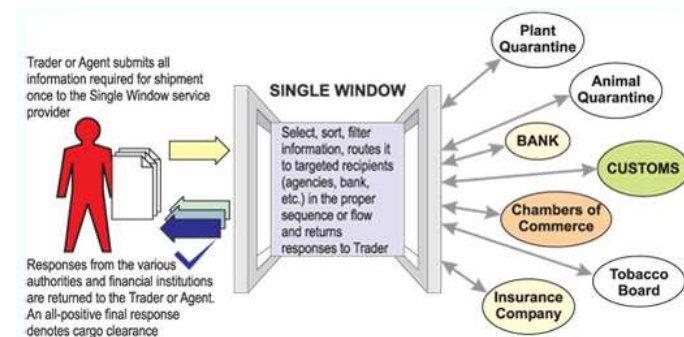 Trader or Agent submits all
information required for shipment
once to the Single Window service
provider
SINGLE WINDOW
Select, sort, filter
information, routes it
to targeted recipients
(agencies, bank,
etc.) in the proper
sequence or flow
and returns
responses to Trader
Responses from the various
authorities and financial institutions
are returned to the Trader or Agent.
An all-positive final response
denotes cargo clearance
Plant
Quarantine
Animal
Quarantine
BANK
CUSTOMS
Chambers of
Commerce
Tobacco
Board
Insurance
Company